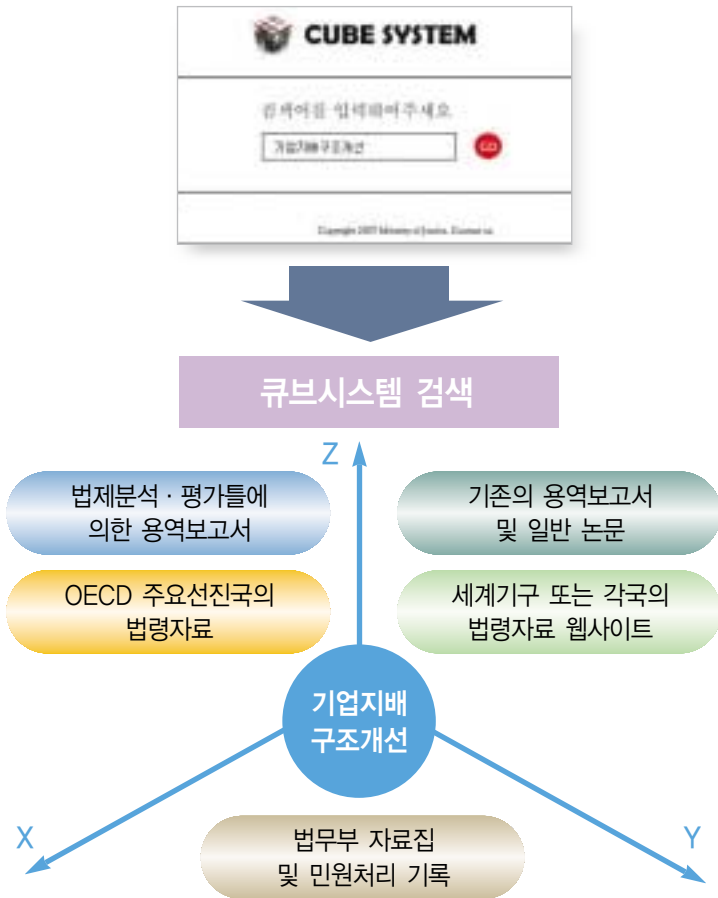 CUBE SYSTEM
검색어를 입력하여주세요
기업지배구조개선
GO
큐브시스템 검색
Z
법제분석 · 평가틀에
의한 용역보고서
기존의 용역보고서
및 일반 논문
OECD 주요선진국의
법령자료
세계기구 또는 각국의
법령자료 웹사이트
기업지배
구조개선
X
Y
법무부 자료집
및 민원처리 기록